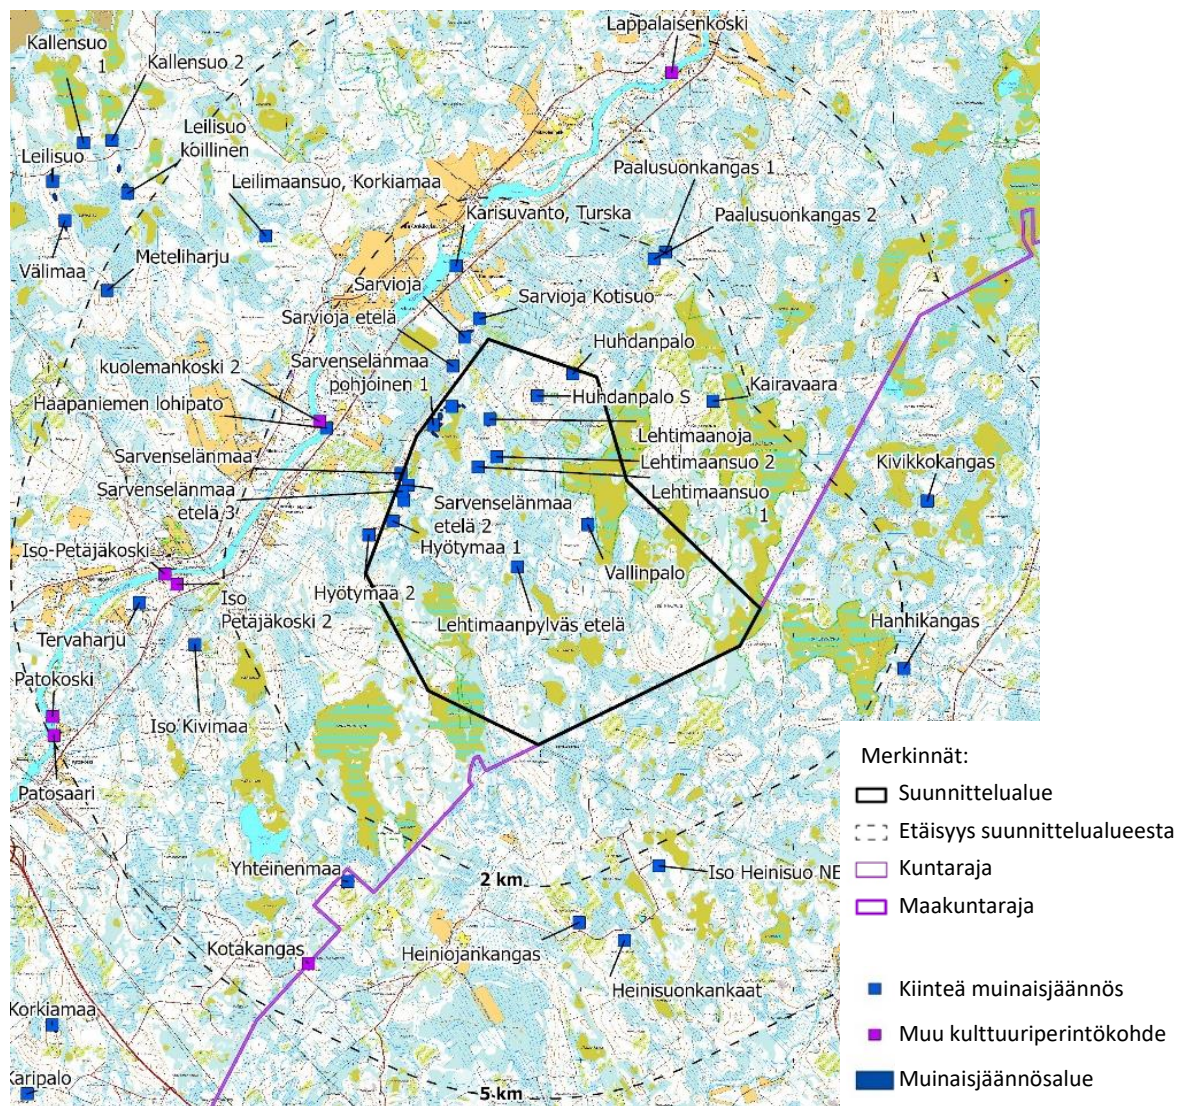 Lappalaisenkoski
Kallensuo
1
Kallensuo 2
Leilisuo
koillinen
Leilisuo
Leilimaansuo, Korkiamaa
Paalusuonkangas 1
Paalusuonkangas 2
Karisuvanto, Turska
Välimaa
Meteliharju
Sarvioja
Sarvioja Kotisuo
Sarvioja etelä
Huhdanpalo
Sarvenselänmaa
pohjoinen 1
kuolemankoski 2
Kairavaara
Huhdanpalo S
Haapaniemen lohipato
Lehtimaanoja
Sarvenselänmaa
Lehtimaansuo 2
Kivikkokangas
Sarvenselänmaa
etelä 3
Lehtimaansuo
1
Sarvenselänmaa
etelä 2
Iso-Petäjäkoski
Hyötymaa 1
Vallinpalo
Hyötymaa 2
Iso
Petäjäkoski 2
Tervaharju
Lehtimaanpylväs etelä
Hanhikangas
Patokoski
Iso Kivimaa
Patosaari
Yhteinenmaa
2 km
Iso Heinisuo NE
Kotakangas
Heiniojankangas
Heinisuonkankaat
Korkiamaa
Karipalo
5 km
Merkinnät:
Suunnittelualue
Etäisyys suunnittelualueesta
Kuntaraja
Maakuntaraja
Kiinteä muinaisjäännös
Muu kulttuuriperintökohde
Muinaisjäännösalue